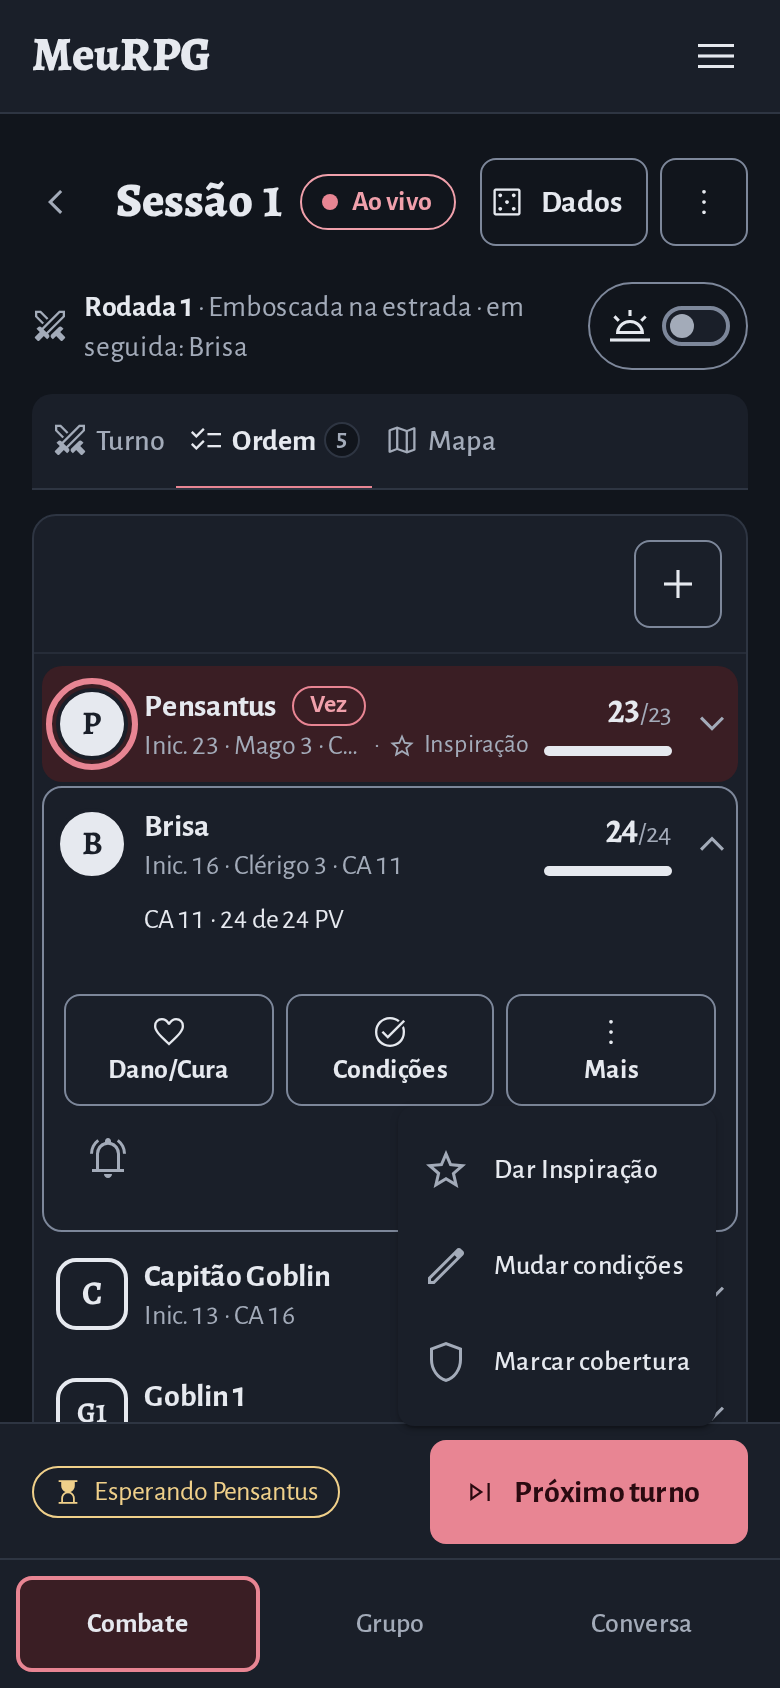 MeuRPG
Sessão 1
Ao vivo
Dados
Rodada 1 · Emboscada na estrada · em
seguida: Brisa
Turno
Ordem 5
Mapa
P
Pensantus
Vez
23/23
Inic. 23 · Mago 3 · C... · Inspiração
B
Brisa
24/24
Inic. 16 · Clérigo 3 · CA 11
CA 11 · 24 de 24 PV
Dano/Cura
Condições
Mais
Dar Inspiração
Mudar condições
Marcar cobertura
C
Capitão Goblin
Inic. 13 · CA 16
G1
Goblin 1
Esperando Pensantus
Próximo turno
Combate
Grupo
Conversa